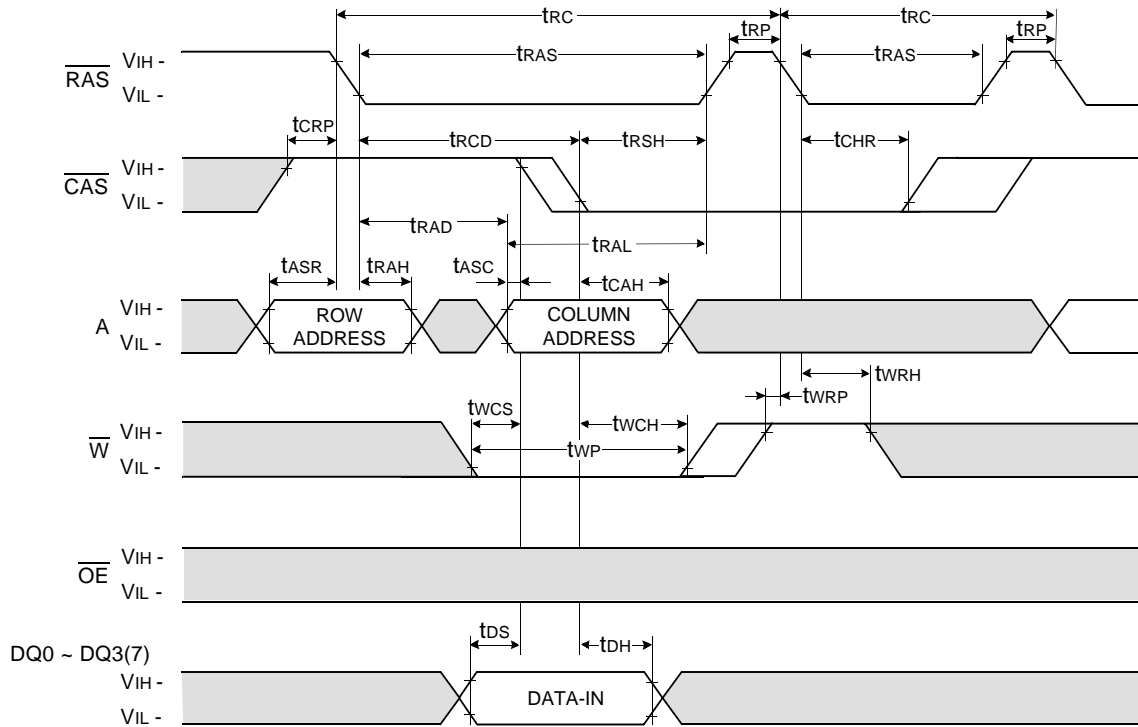 tRC tRC
tRP tRP
tRAS tRAS
RAS VIH -
VIL -
tCRP tRCD tRSH tCHR
CAS VIH -
VIL -
tRAD tRAL
tASR tRAH tASC tCAH
A VIH -
VIL -
ROW
ADDRESS
COLUMN
ADDRESS
tWRH
tWRP
tWCS tWCH
tWP
W VIH -
VIL -
OE VIH -
VIL -
tDS tDH
DQ0 ~ DQ3(7)
VIH -
VIL -
DATA-IN